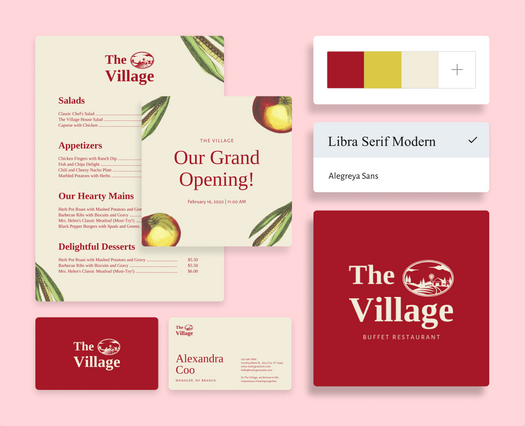 The
Village
Salads
Classic Chef's Salad
The Village House Salad
Caprese with Chicken
Appetizers
Chicken Fingers with Ranch Dip
Fish and Chips Delight
Chili and Cheesy Nacho Plate
Marbled Potatoes with Herbs
Our Hearty Mains
Herb Pot Roast with Mashed Potatoes and
Barbecue Ribs with Biscuits and Gravy
Mrs. Helen's Classic Meatloaf (Must-Try!)
Black Pepper Burgers with Spuds and Greens
Delightful Desserts
Herb Pot Roast with Mashed Potatoes and Gravy $5.50
Barbecue Ribs with Biscuits and Gravy $5.50
Mrs. Helen's Classic Meatloaf (Must-Try!) $6.00
THE VILLAGE
Our Grand
Opening!
February 16, 2020 | 11:00 AM
The
Village
The
Village
Alexandra
Coo
MANAGER, NY BRANCH
+
Libra Serif Modern
Alegreya Sans
The
Village
BUFFET RESTAURANT